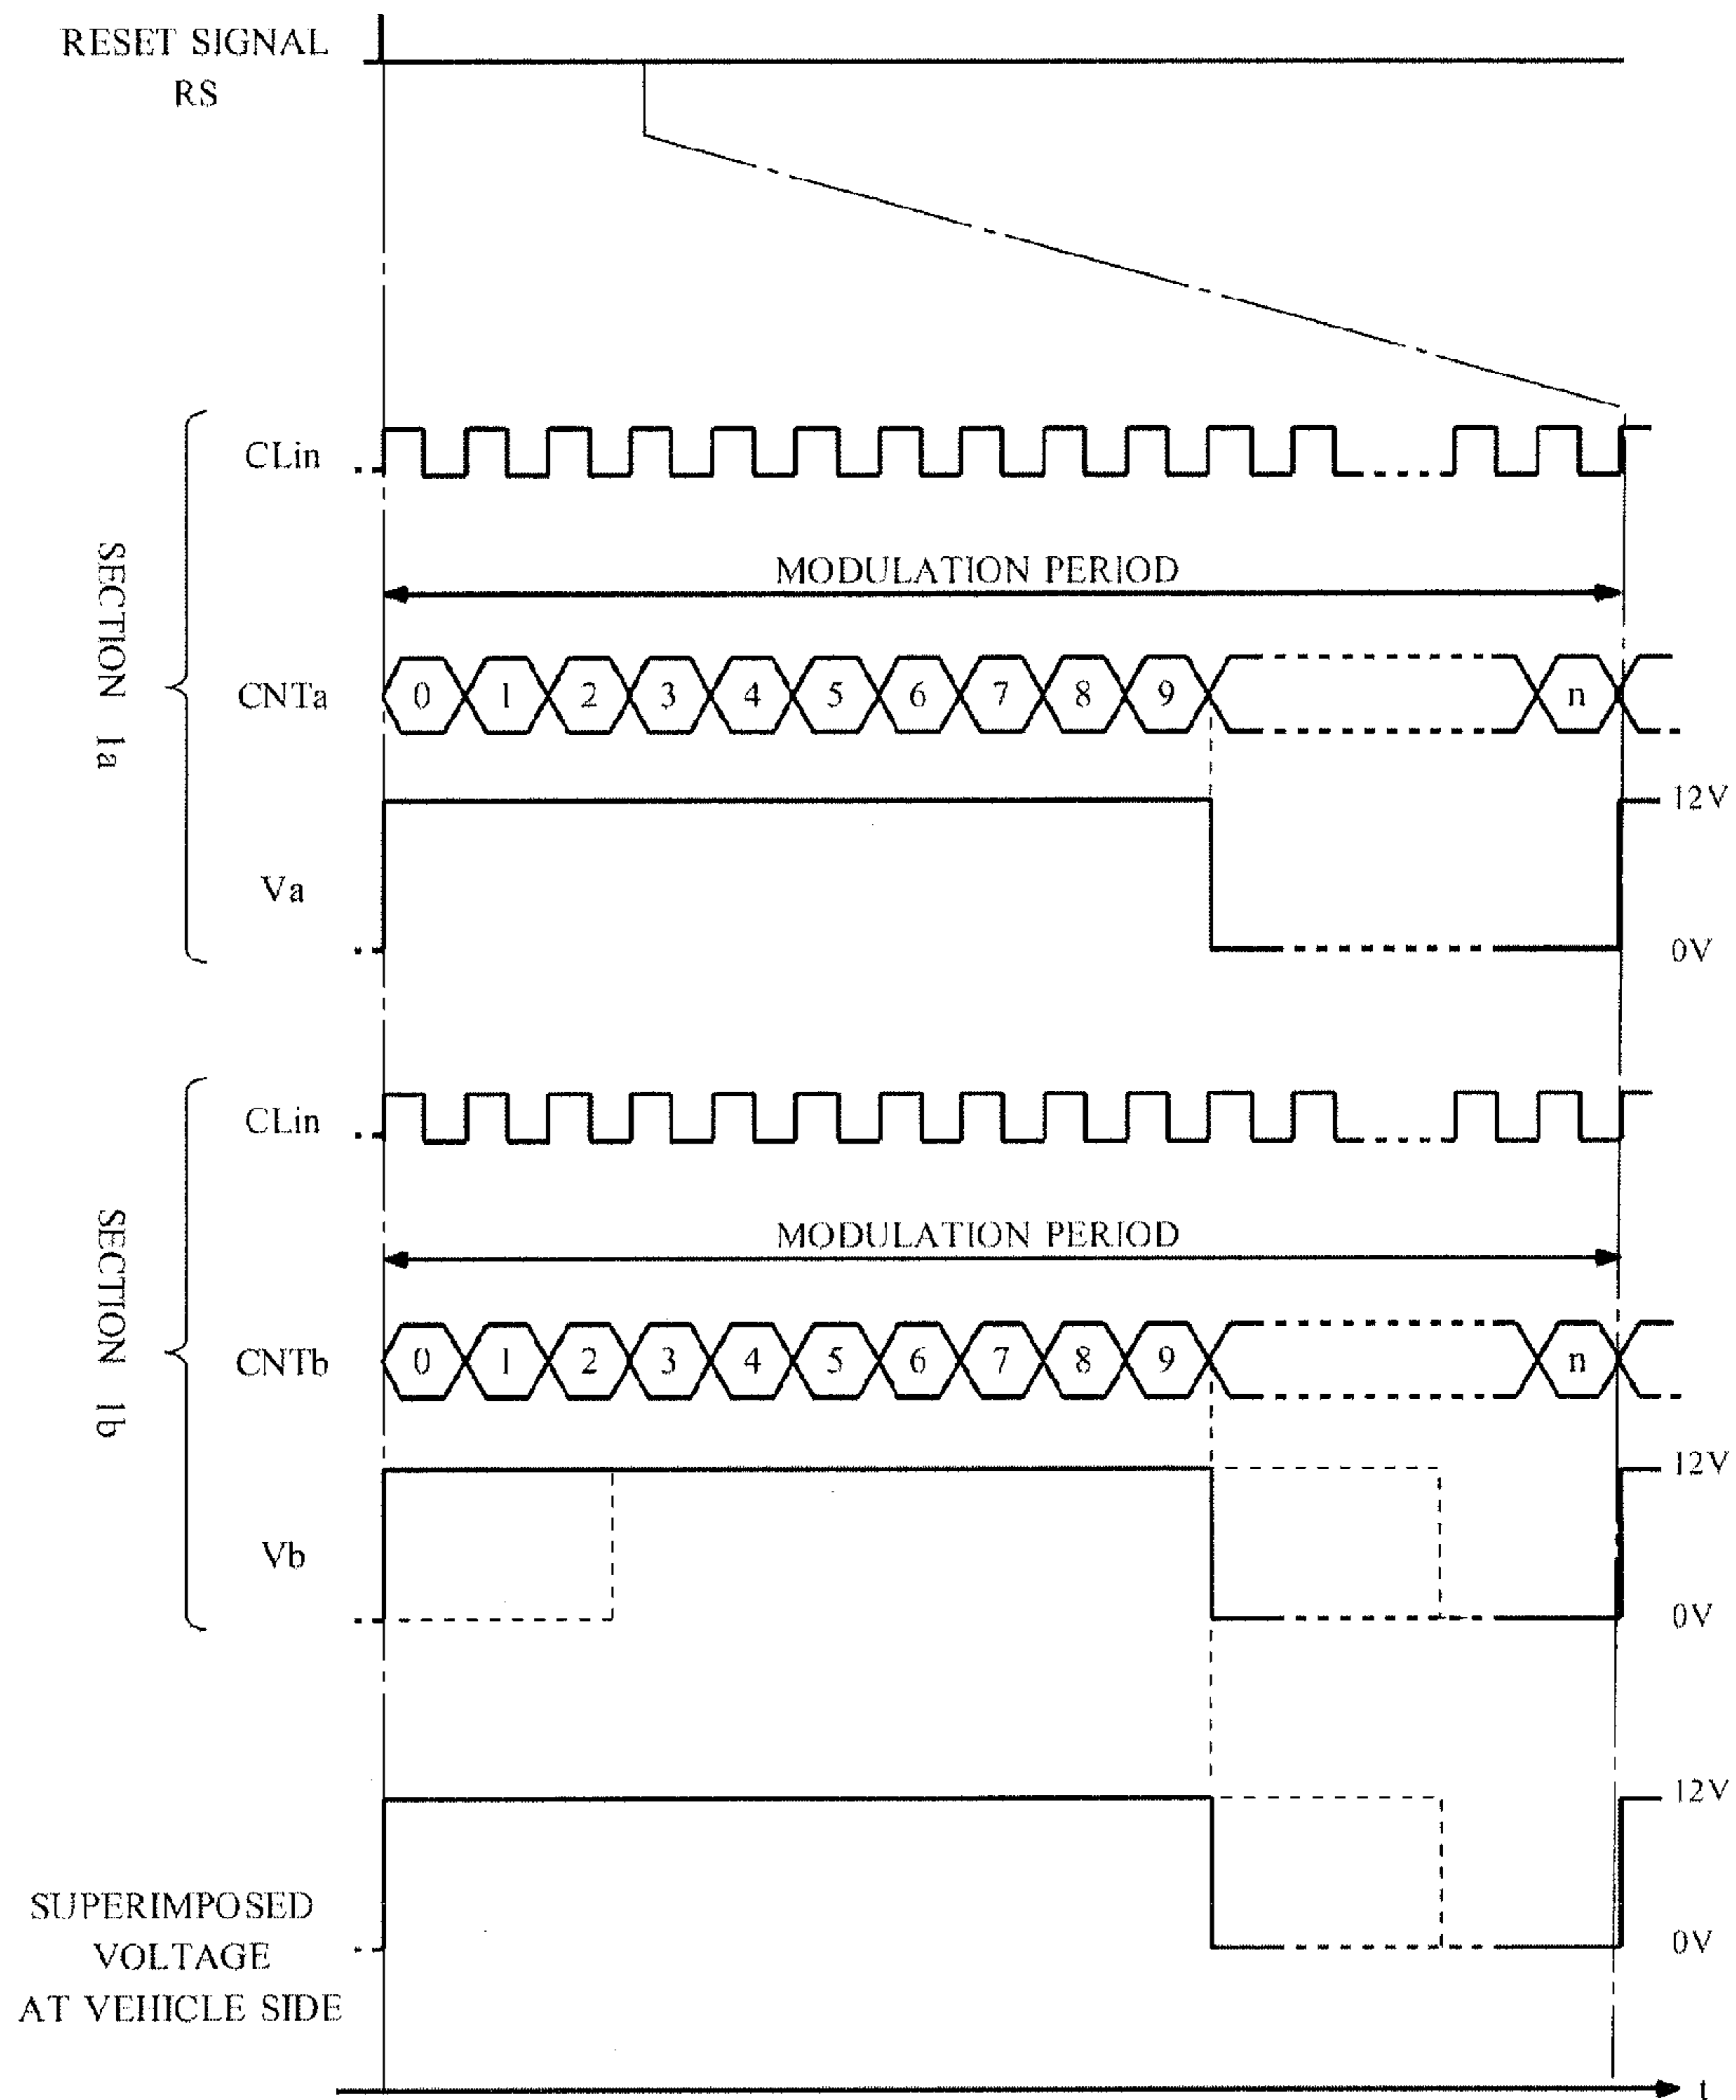 RESET SIGNAL
RS
SECTION 1a
CLin
MODULATION PERIOD
CNTa
0 1 2 3 4 5 6 7 8 9 n
12V
Va
0V
SECTION 1b
CLin
MODULATION PERIOD
CNTb
0 1 2 3 4 5 6 7 8 9 n
12V
Vb
0V
12V
SUPERIMPOSED
VOLTAGE
AT VEHICLE SIDE
0V
t